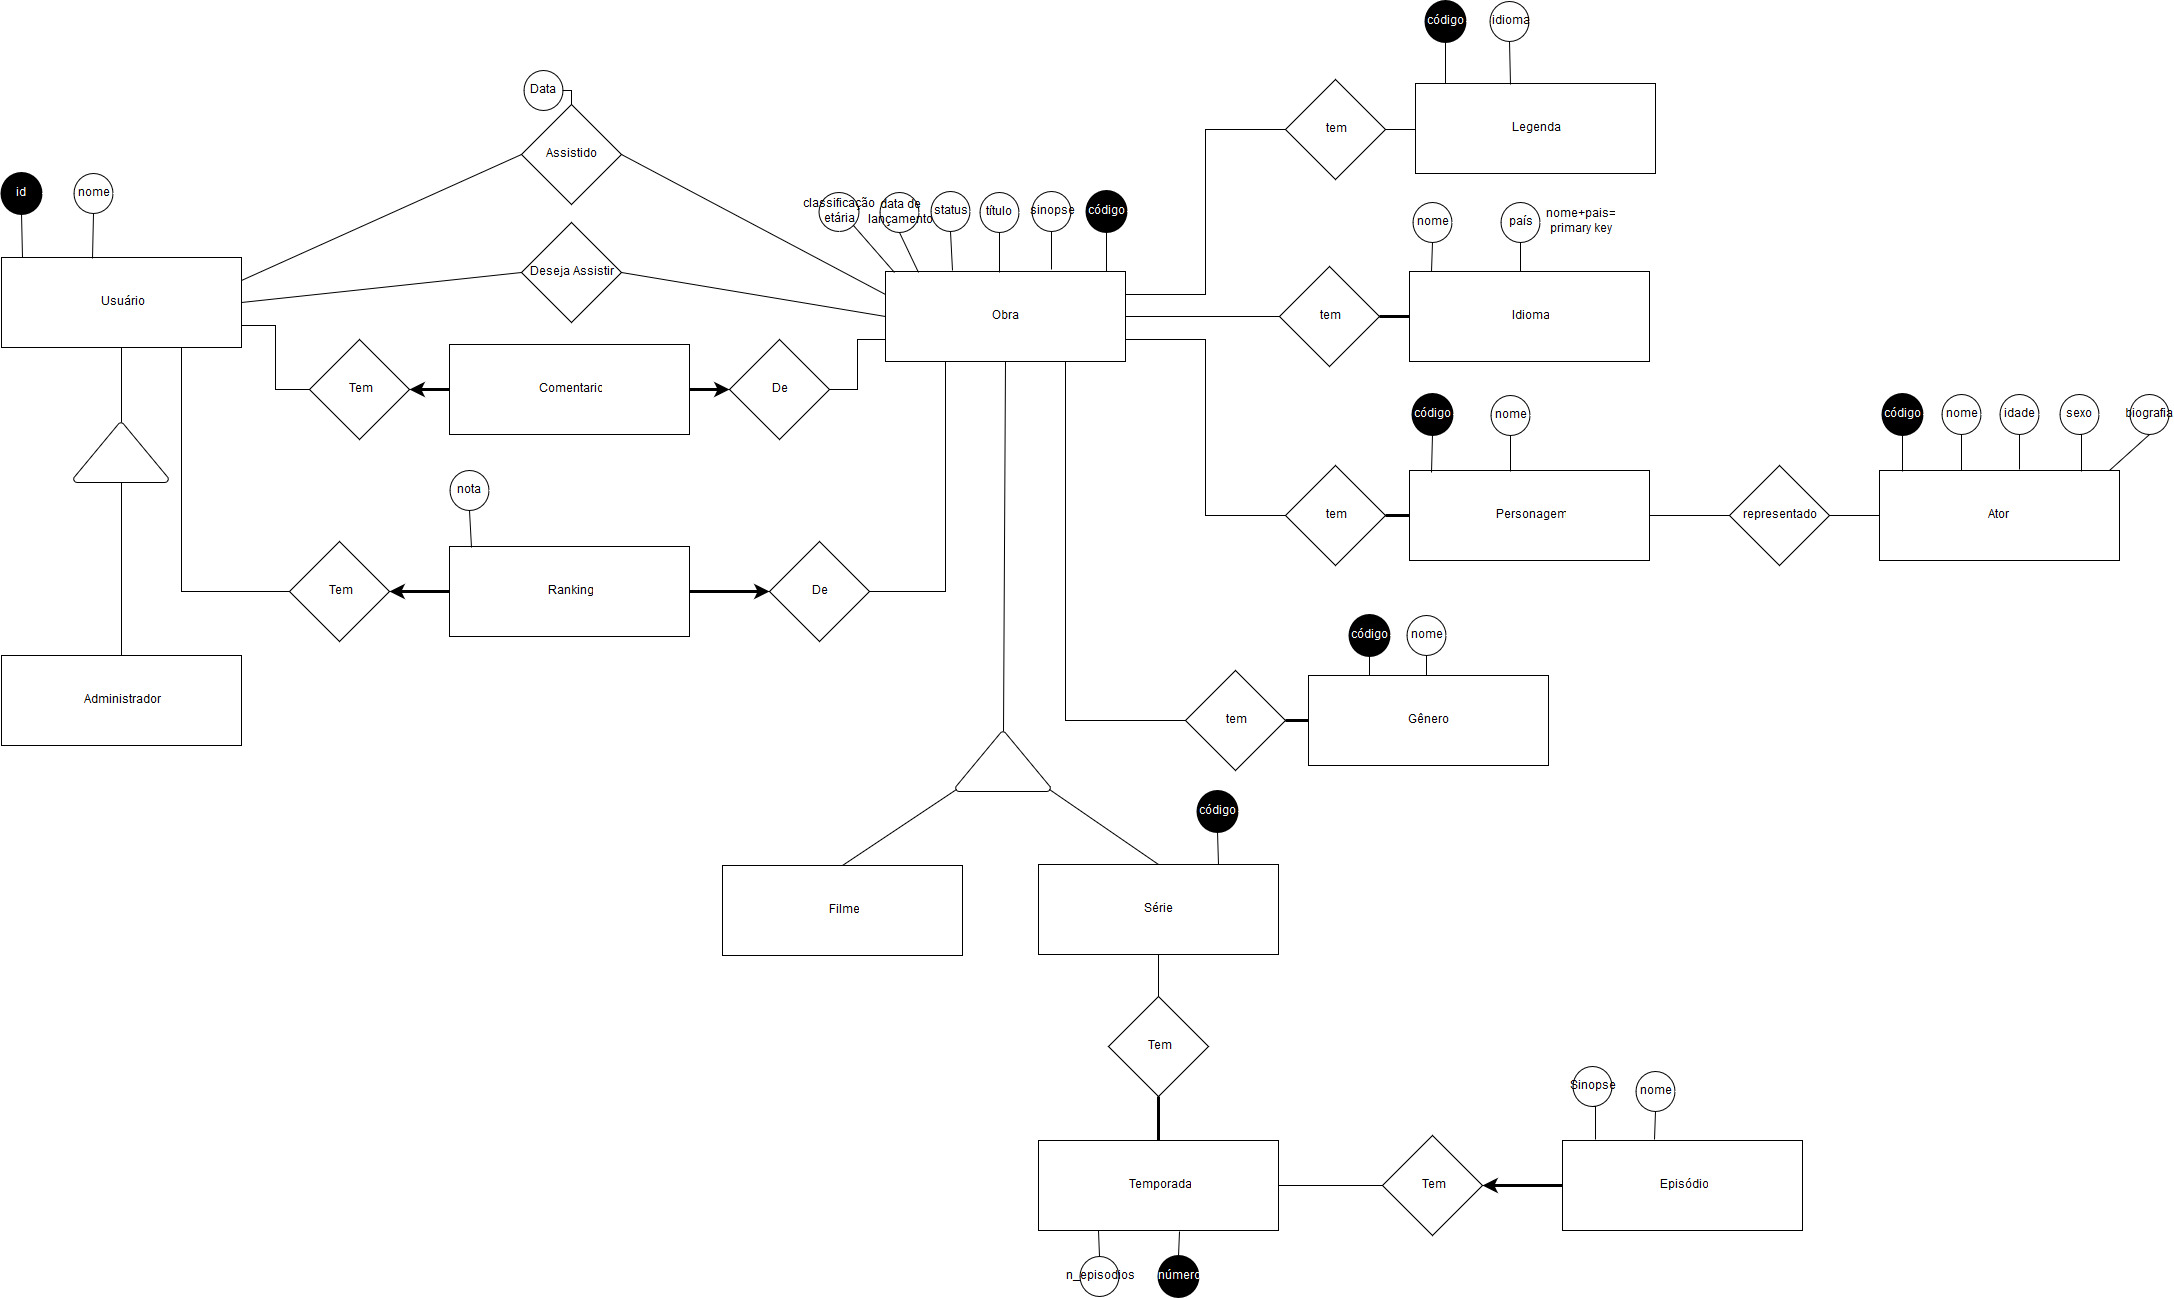 código
idioma
tem
Legenda
Data
Assistido
id
nome
Usuário
Deseja Assistir
classificação
etária
data de
lançamento
status
título
sinopse
código
Obra
nome
país
nome+pais=
primary key
tem
Idioma
Tem
Comentario
De
código
nome
tem
Personagem
representado
código
nome
idade
sexo
biografia
Ator
nota
Tem
Ranking
De
Administrador
código
nome
tem
Gênero
Filme
código
Série
Tem
Sinopse
nome
Temporada
Tem
Episódio
n_episodios
número